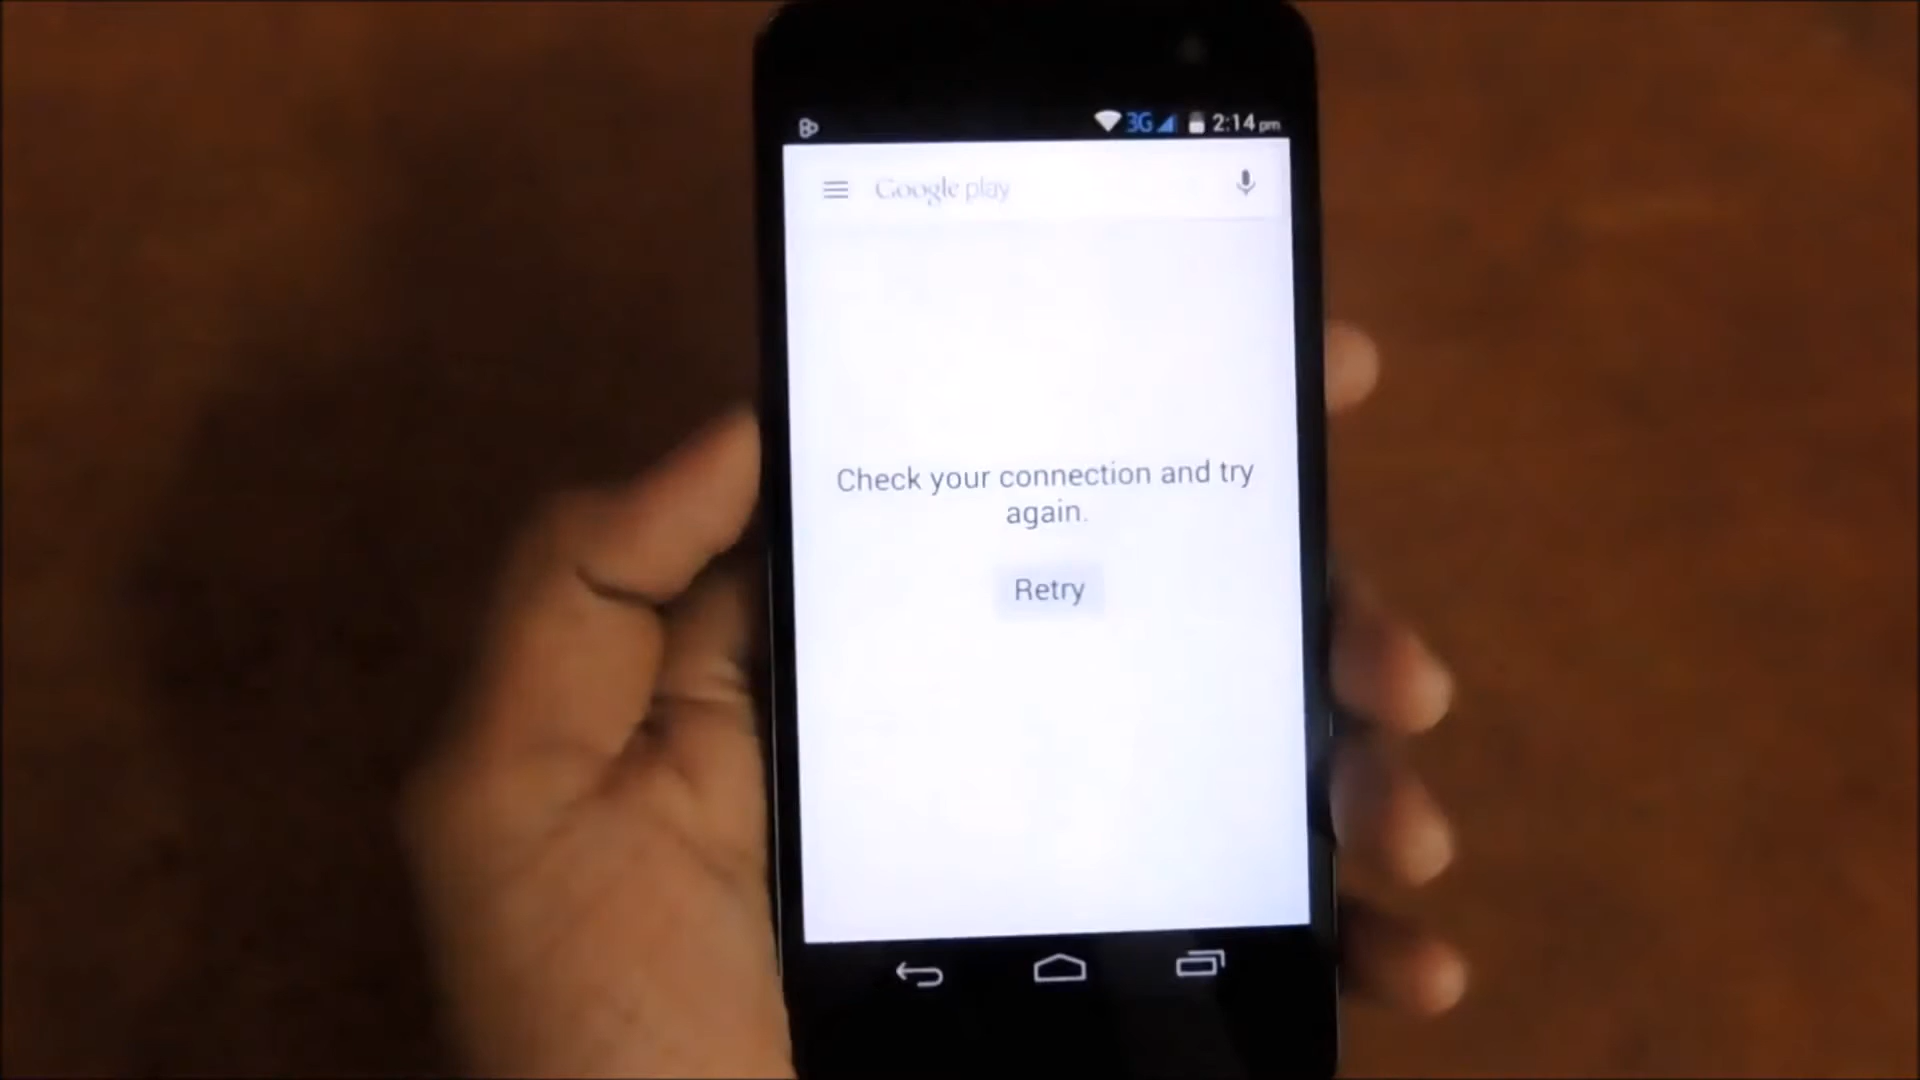 3G 2:14 pm
Google play
Check your connection and try
again.
Retry